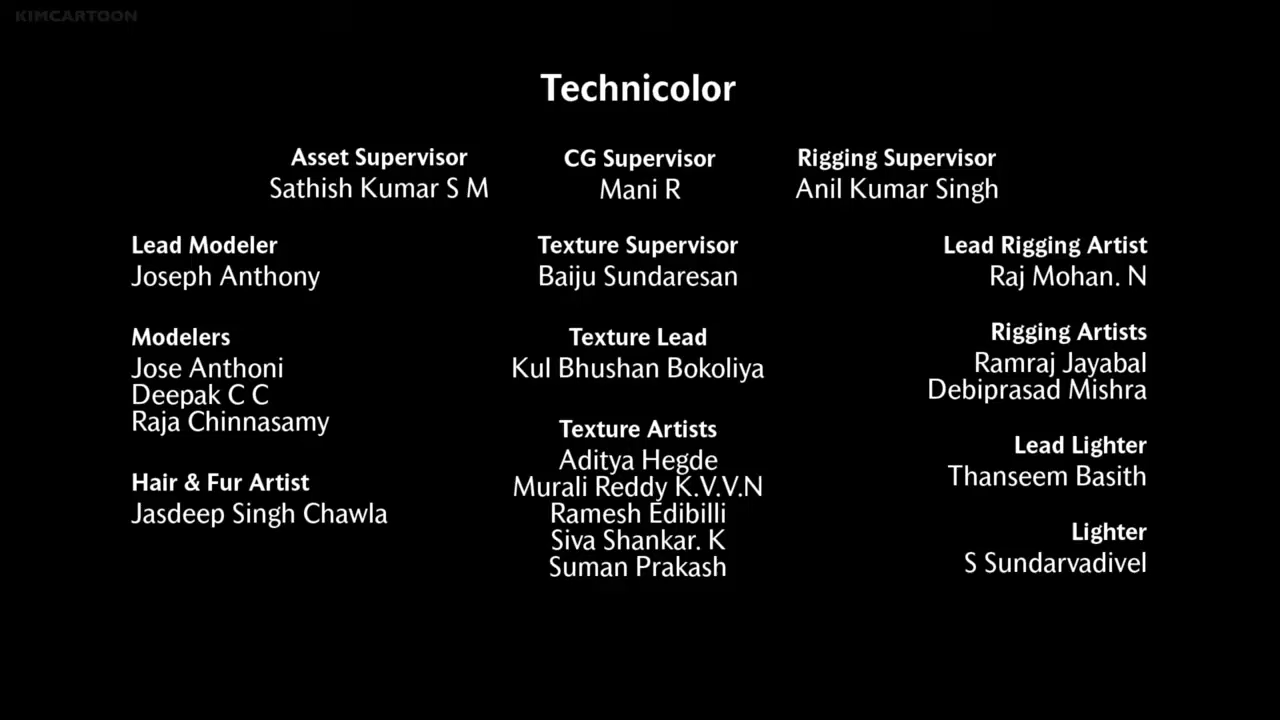 KIMCARTOON
Technicolor
Asset Supervisor
Sathish Kumar S M
CG Supervisor
Mani R
Rigging Supervisor
Anil Kumar Singh
Lead Modeler
Joseph Anthony
Modelers
Jose Anthoni
Deepak C C
Raja Chinnasamy
Hair & Fur Artist
Jasdeep Singh Chawla
Texture Supervisor
Baiju Sundaresan
Texture Lead
Kul Bhushan Bokoliya
Texture Artists
Aditya Hegde
Murali Reddy K.V.V.N
Ramesh Edibilli
Siva Shankar. K
Suman Prakash
Lead Rigging Artist
Raj Mohan. N
Rigging Artists
Ramraj Jayabal
Debiprasad Mishra
Lead Lighter
Thanseem Basith
Lighter
S Sundarvadivel